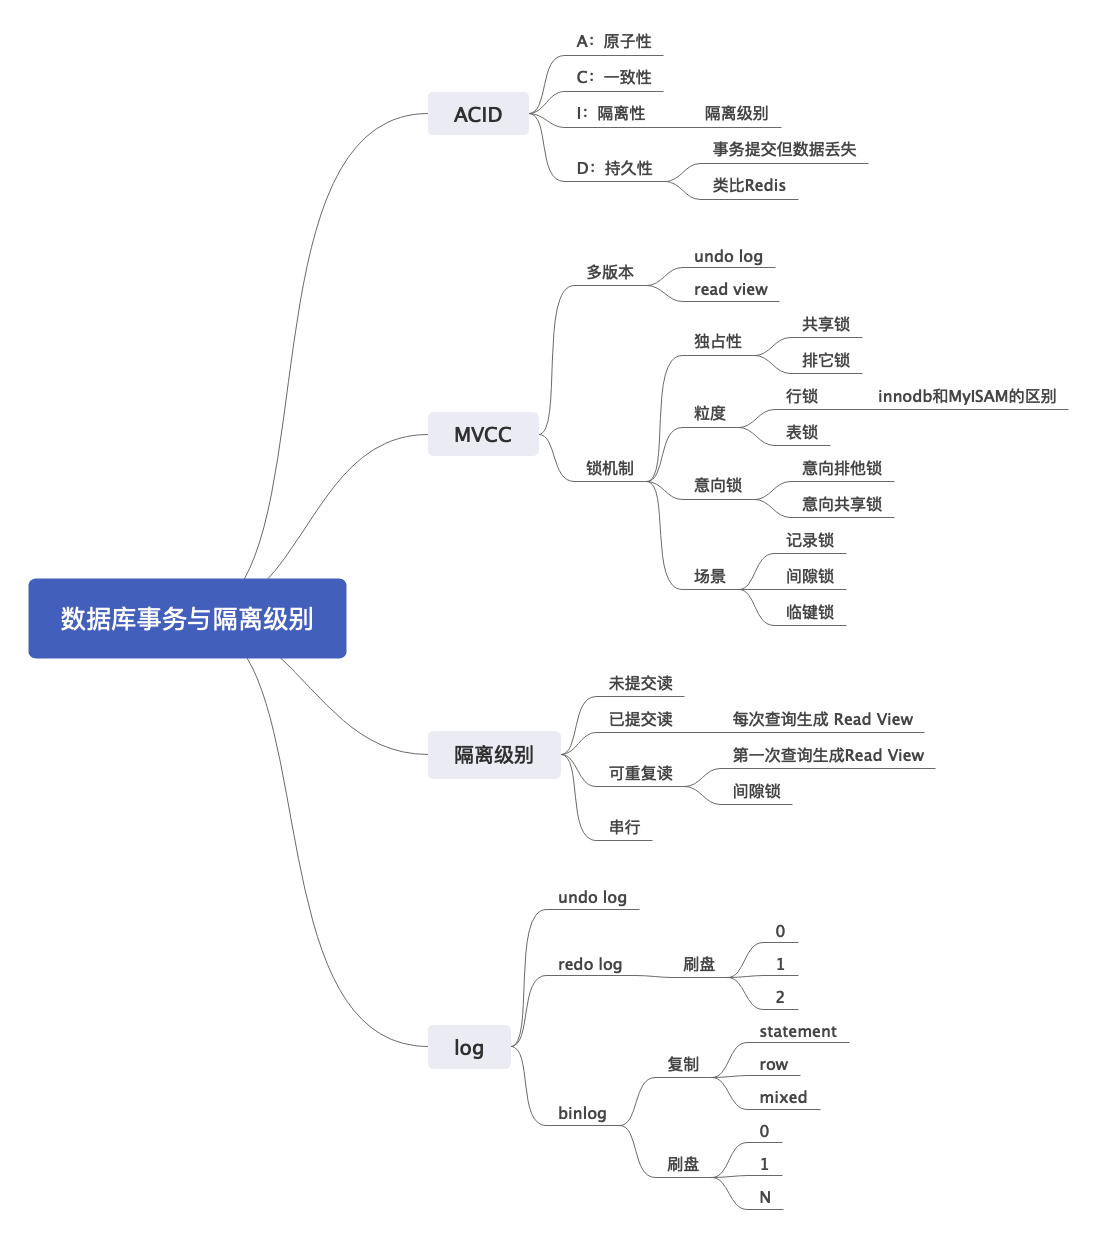 数据库事务与隔离级别
ACID
A：原子性
C：一致性
I：隔离性
隔离级别
D：持久性
事务提交但数据丢失
类比Redis
MVCC
多版本
undo log
read view
锁机制
独占性
共享锁
排它锁
粒度
行锁
innodb和MyISAM的区别
表锁
意向锁
意向排他锁
意向共享锁
场景
记录锁
间隙锁
临键锁
隔离级别
未提交读
已提交读
每次查询生成 Read View
可重复读
第一次查询生成Read View
间隙锁
串行
log
undo log
redo log
刷盘
0
1
2
binlog
复制
statement
row
mixed
刷盘
0
1
N